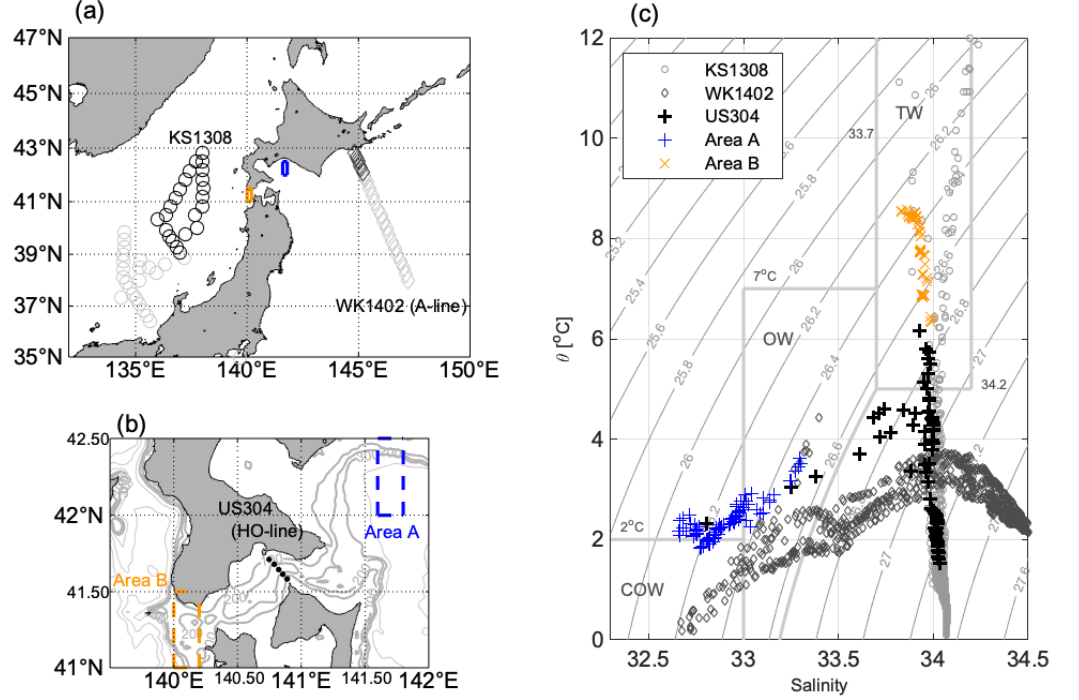 (a)
47°N
45°N
43°N
41°N
39°N
37°N
35°N
KS1308
WK1402 (A-line)
135°E
140°E
145°E
150°E
(b)
42.50
42°N
41.50
41°N
US304
(HO-line)
Area A
Area B
140°E
140.50
141°E
141.50
142°E
(c)
12
10
8
6
4
2
0
θ [°C]
KS1308
WK1402
US304
Area A
Area B
TW
33.7
7°C
OW
34.2
2°C
COW
25.2
25.4
25.6
25.8
26
26.2
26.4
26.6
26.8
27
27.6
32.5
33
33.5
34
34.5
Salinity